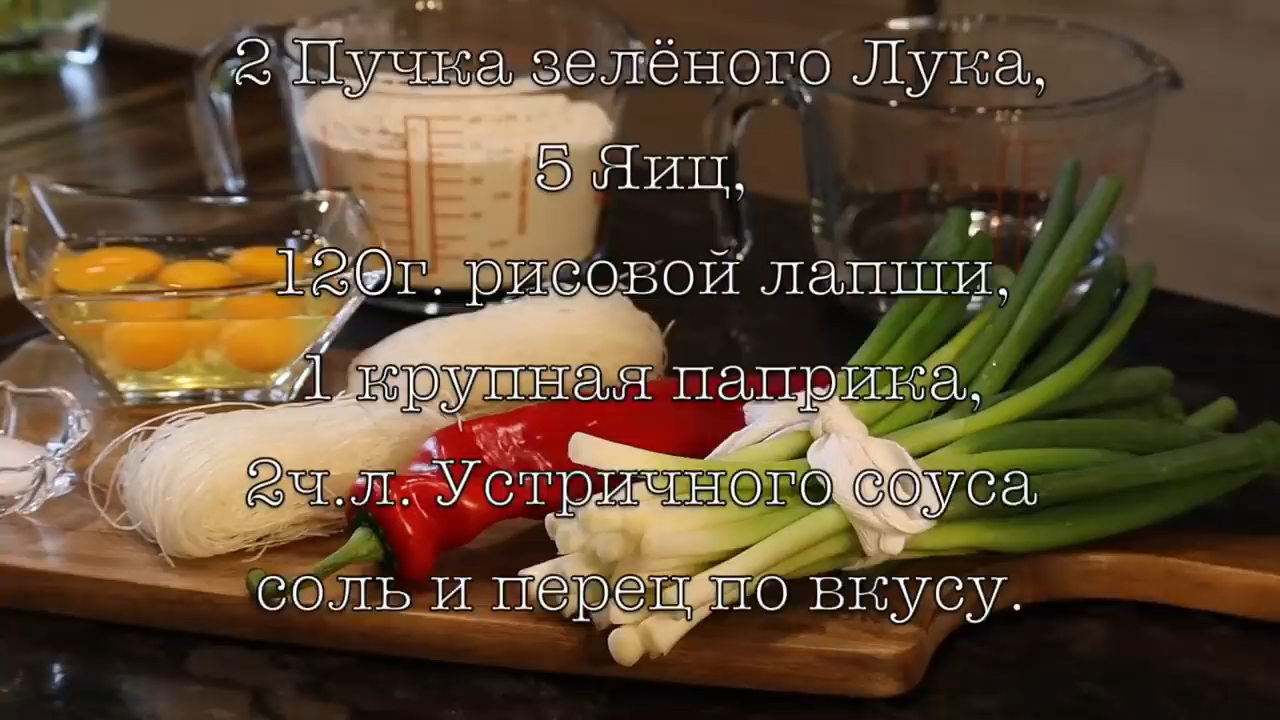 2 Пучка зелёного Лука,
5 Яиц,
120г. рисовой лапши,
1 крупная паприка,
2ч.л. Устричного соуса
соль и перец по вкусу.